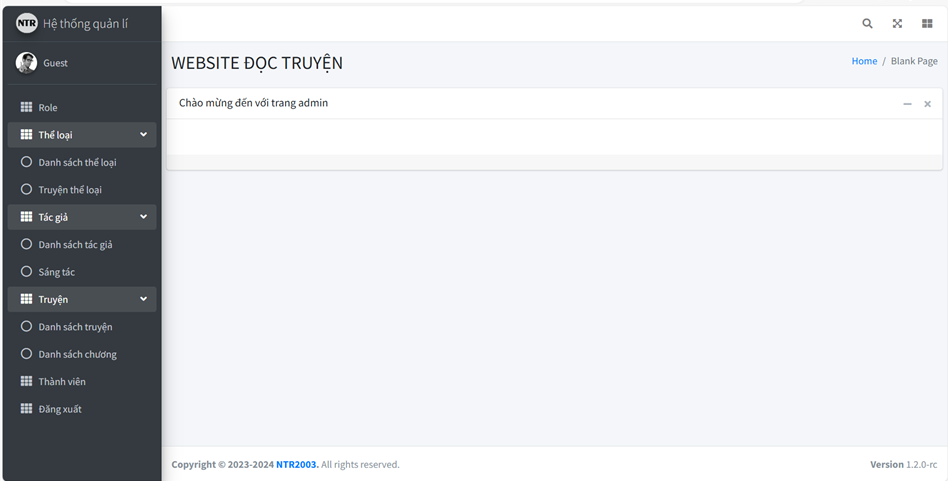 NTR Hệ thống quản lí
Guest
Role
Thể loại
Danh sách thể loại
Truyện thể loại
Tác giả
Danh sách tác giả
Sáng tác
Truyện
Danh sách truyện
Danh sách chương
Thành viên
Đăng xuất
WEBSITE ĐỌC TRUYỆN
Home / Blank Page
Chào mừng đến với trang admin
Copyright © 2023-2024 NTR2003. All rights reserved.
Version 1.2.0-rc